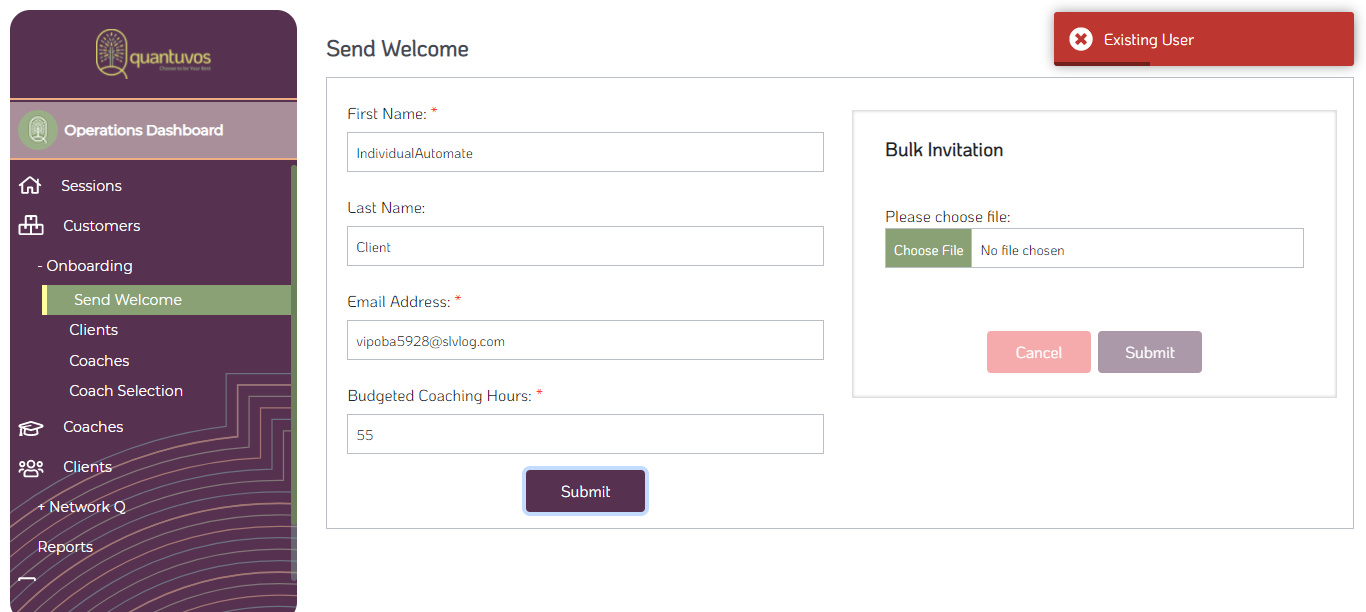 quantuvos
Choose to be Your Best
Operations Dashboard
Sessions
Customers
- Onboarding
Send Welcome
Clients
Coaches
Coach Selection
Coaches
Clients
+ Network Q
Reports
Send Welcome
Existing User
First Name: *
IndividualAutomate
Last Name:
Client
Email Address: *
vipoba5928@slvlog.com
Budgeted Coaching Hours: *
55
Submit
Bulk Invitation
Please choose file:
Choose File No file chosen
Cancel Submit